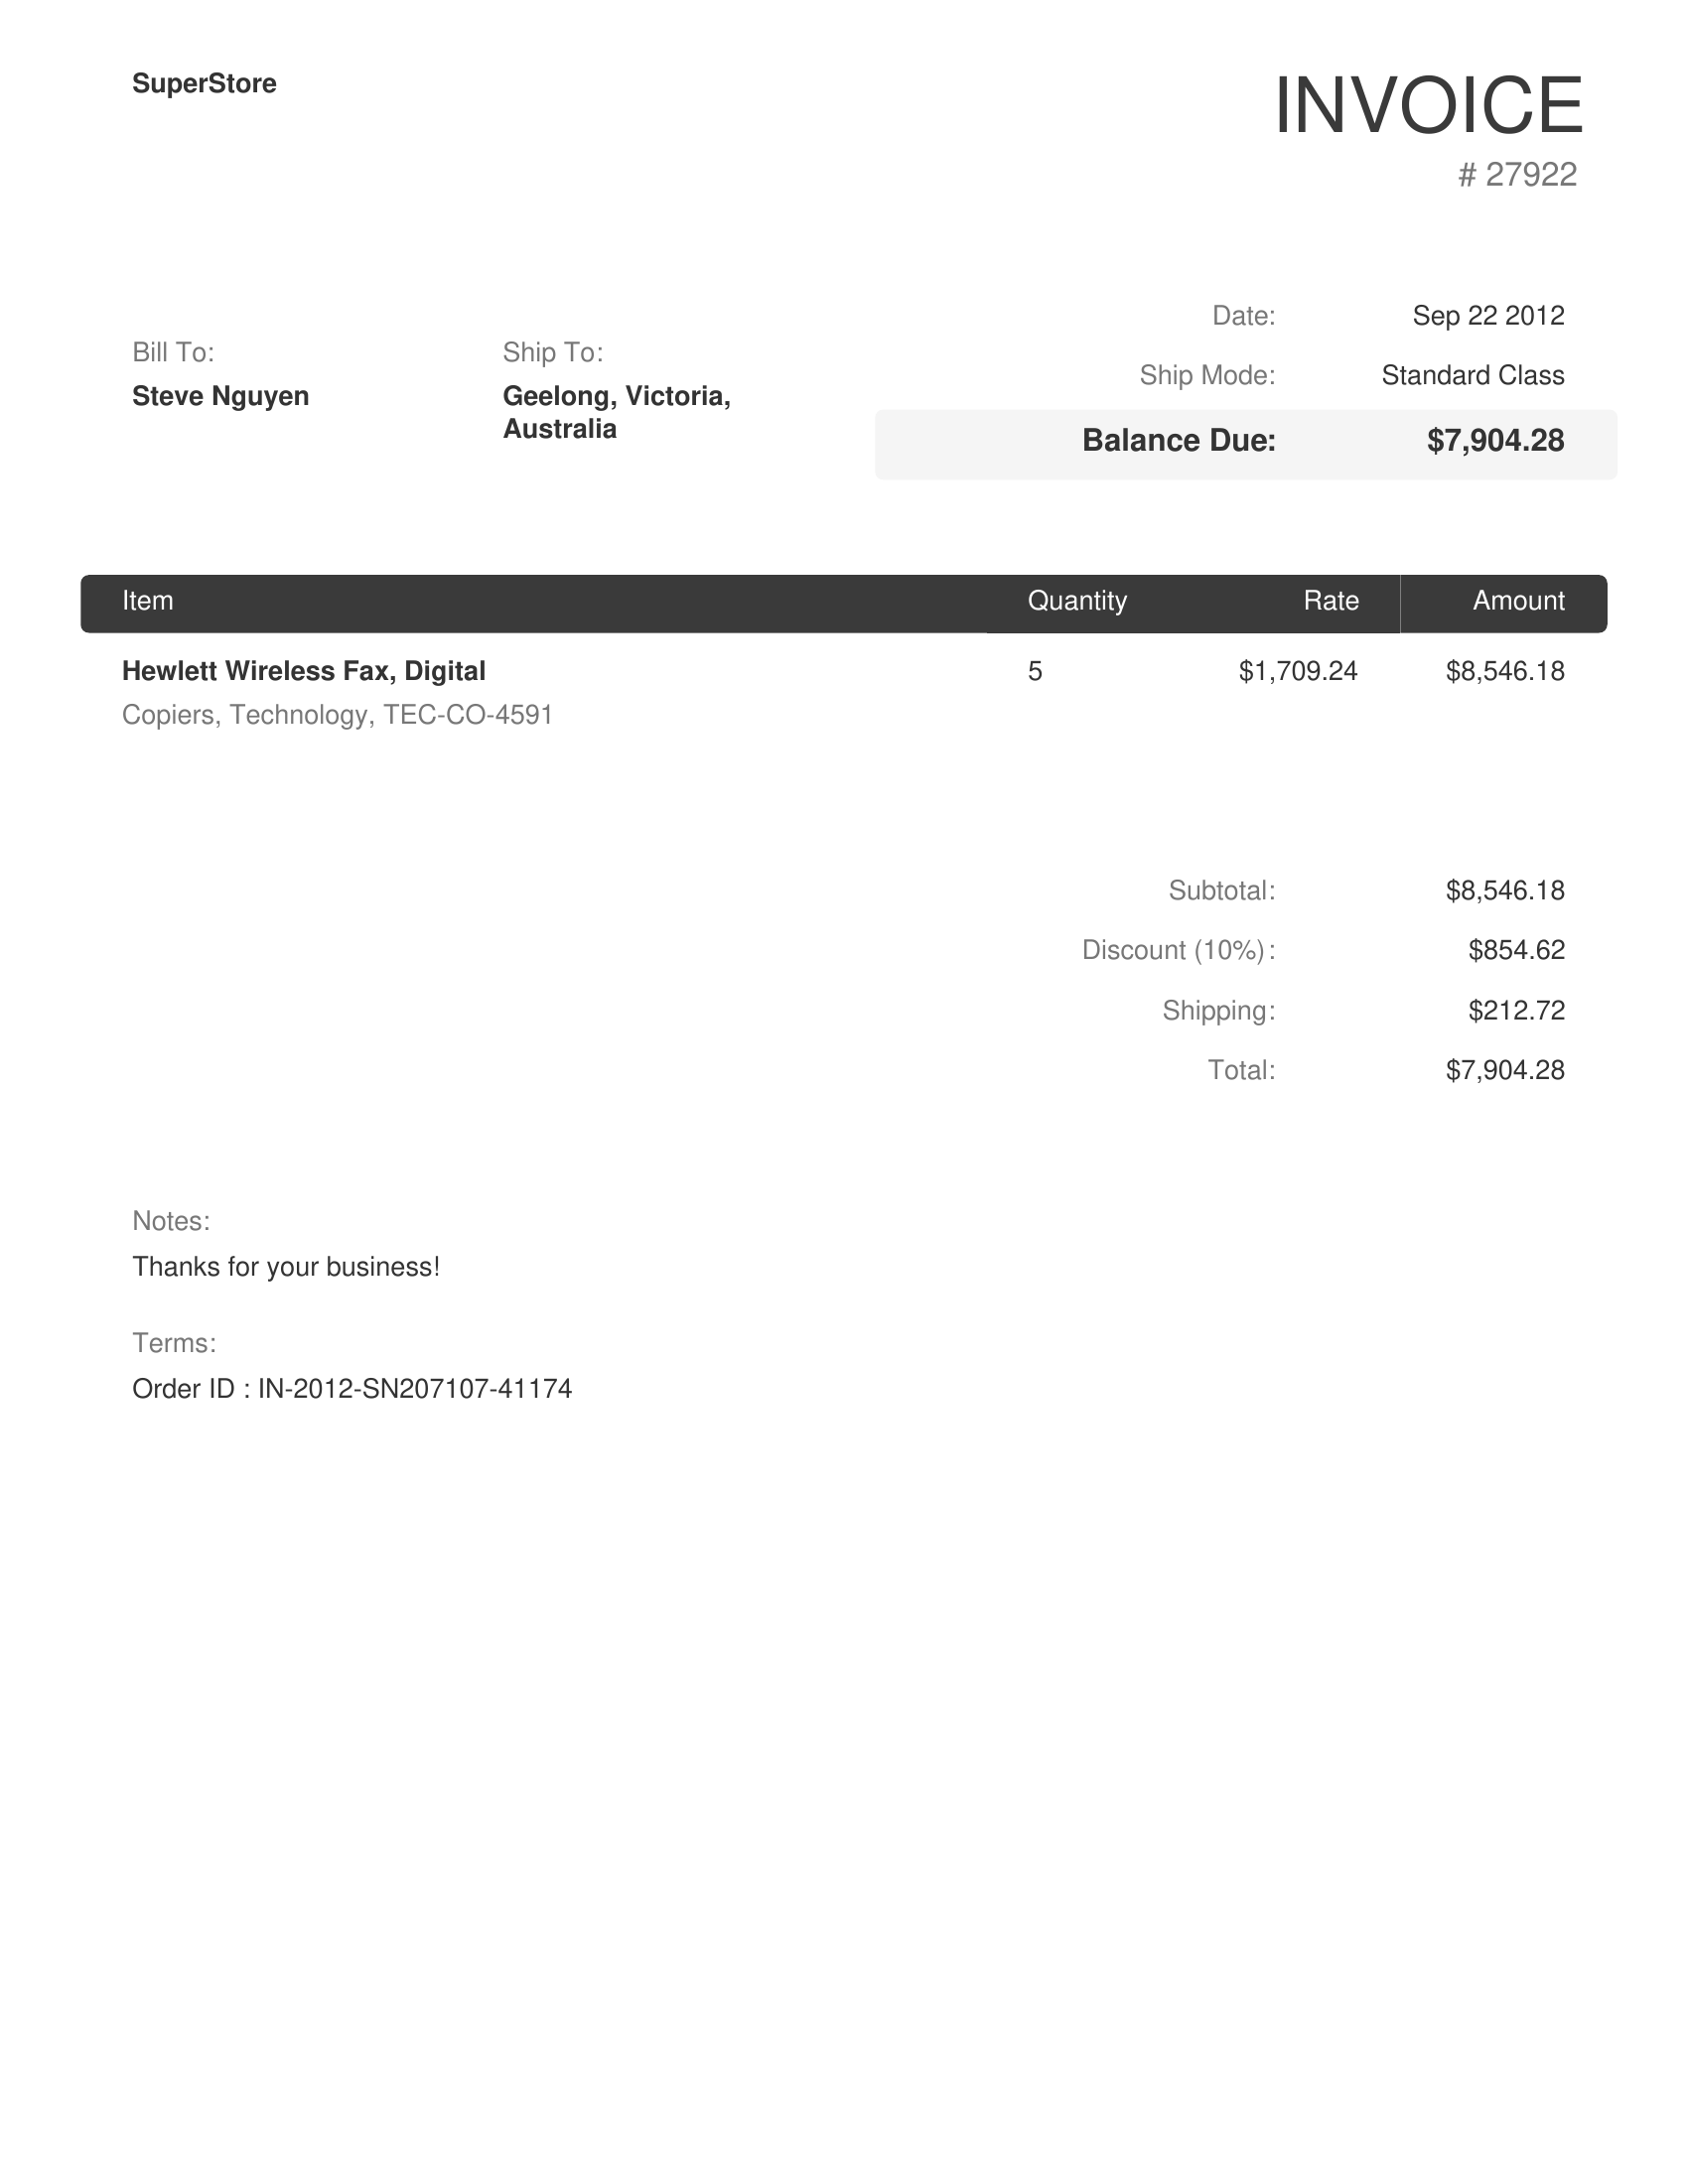 SuperStore
INVOICE
# 27922
Date: Sep 22 2012
Ship Mode: Standard Class
Balance Due: $7,904.28
Bill To:
Steve Nguyen
Ship To:
Geelong, Victoria,
Australia
Item Quantity Rate Amount
Hewlett Wireless Fax, Digital 5 $1,709.24 $8,546.18
Copiers, Technology, TEC-CO-4591
Subtotal: $8,546.18
Discount (10%): $854.62
Shipping: $212.72
Total: $7,904.28
Notes:
Thanks for your business!
Terms:
Order ID : IN-2012-SN207107-41174